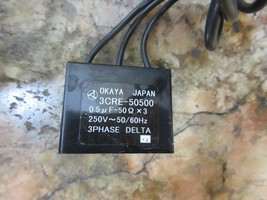 OKAYA JAPAN
3CRE-50500
0.5μF-50Ω×3
250V~50/60Hz
3PHASE DELTA